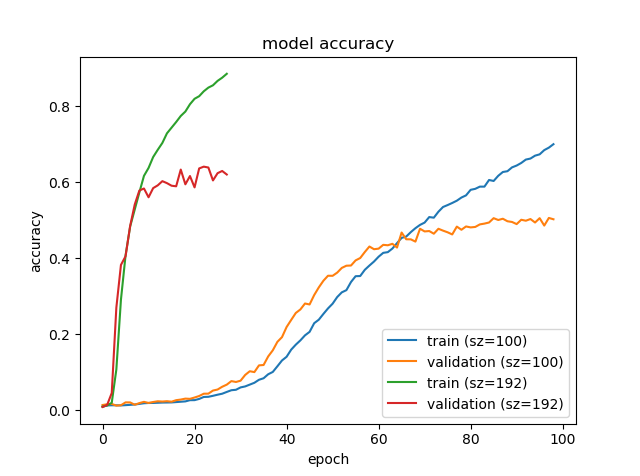 model accuracy
accuracy
0.8
0.6
0.4
0.2
0.0
0
20
40
60
80
100
epoch
train (sz=100)
validation (sz=100)
train (sz=192)
validation (sz=192)